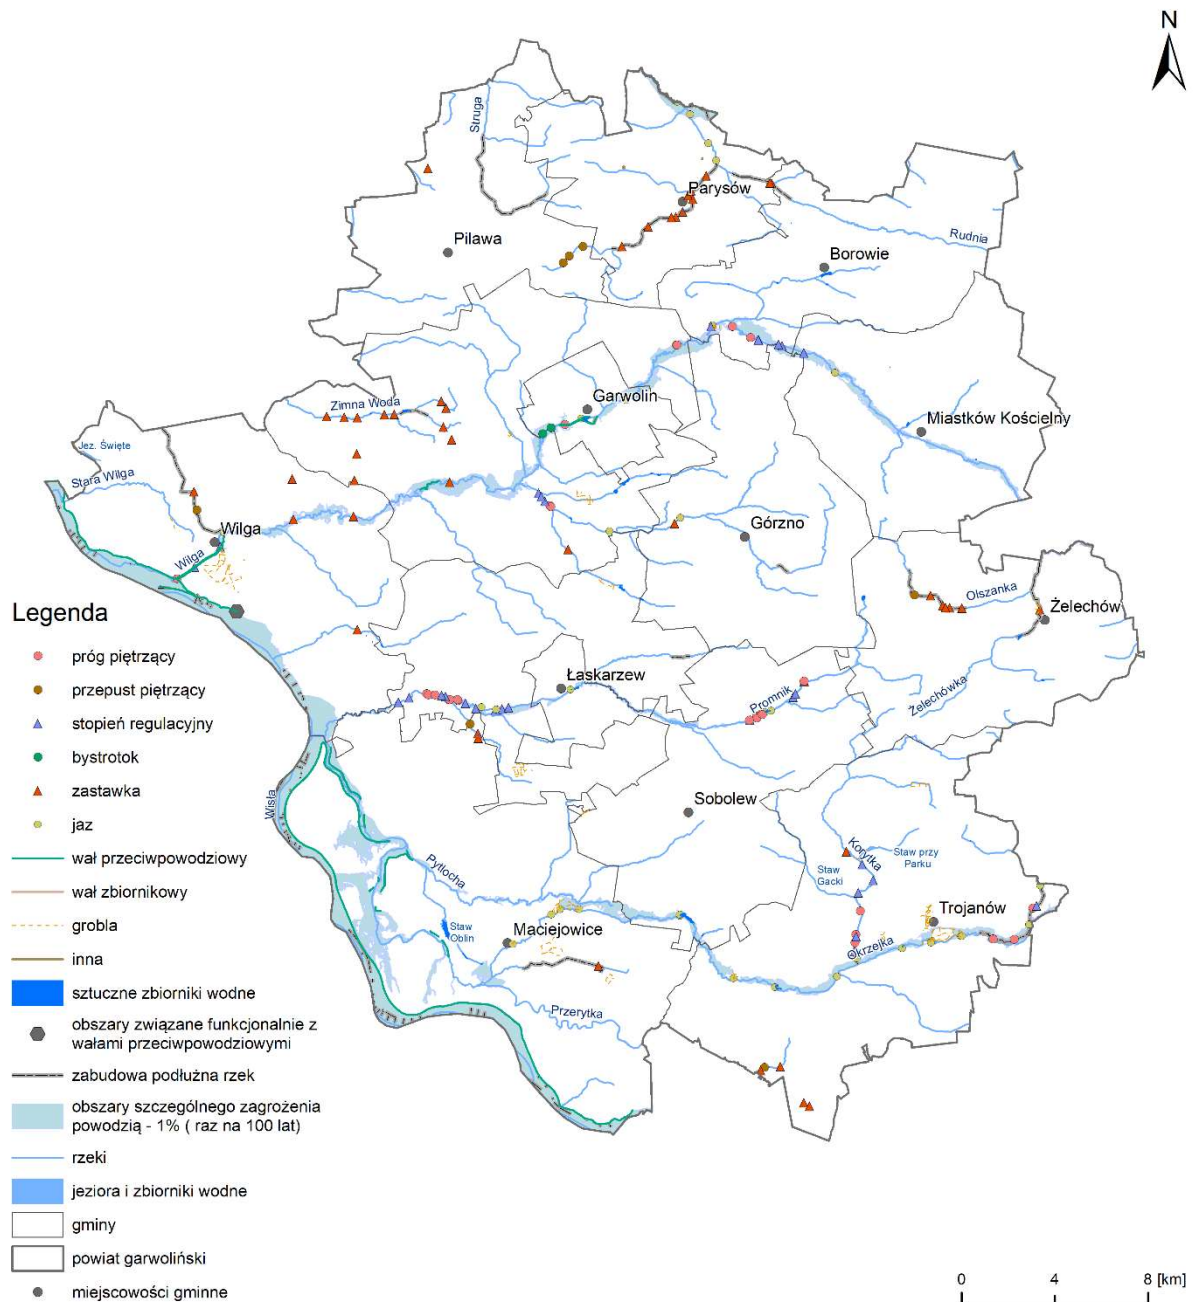 N
Struga
Parysów
Pilawa
Rudnia
Borowie
Garwolin
Zimna Woda
Miastków Kościelny
Jez. Święte
Stara Wilga
Wilga
Górzno
Wilga
Olszanka
Żelechów
Łaskarzew
Promnik
Żelechówka
Wisła
Sobolew
Pytlocha
Korytka
Staw przy
Parku
Staw
Gacki
Trojanów
Maciejowice
Staw
Oblin
Okrzejka
Przerytka
Legenda
próg piętrzący
przepust piętrzący
stopień regulacyjny
bystrotok
zastawka
jaz
wał przeciwpowodziowy
wał zbiornikowy
grobla
inna
sztuczne zbiorniki wodne
obszary związane funkcjonalnie z
wałami przeciwpowodziowymi
zabudowa podłużna rzek
obszary szczególnego zagrożenia
powodzią - 1% ( raz na 100 lat)
rzeki
jeziora i zbiorniki wodne
gminy
powiat garwoliński
miejscowości gminne
0 4 8 [km]